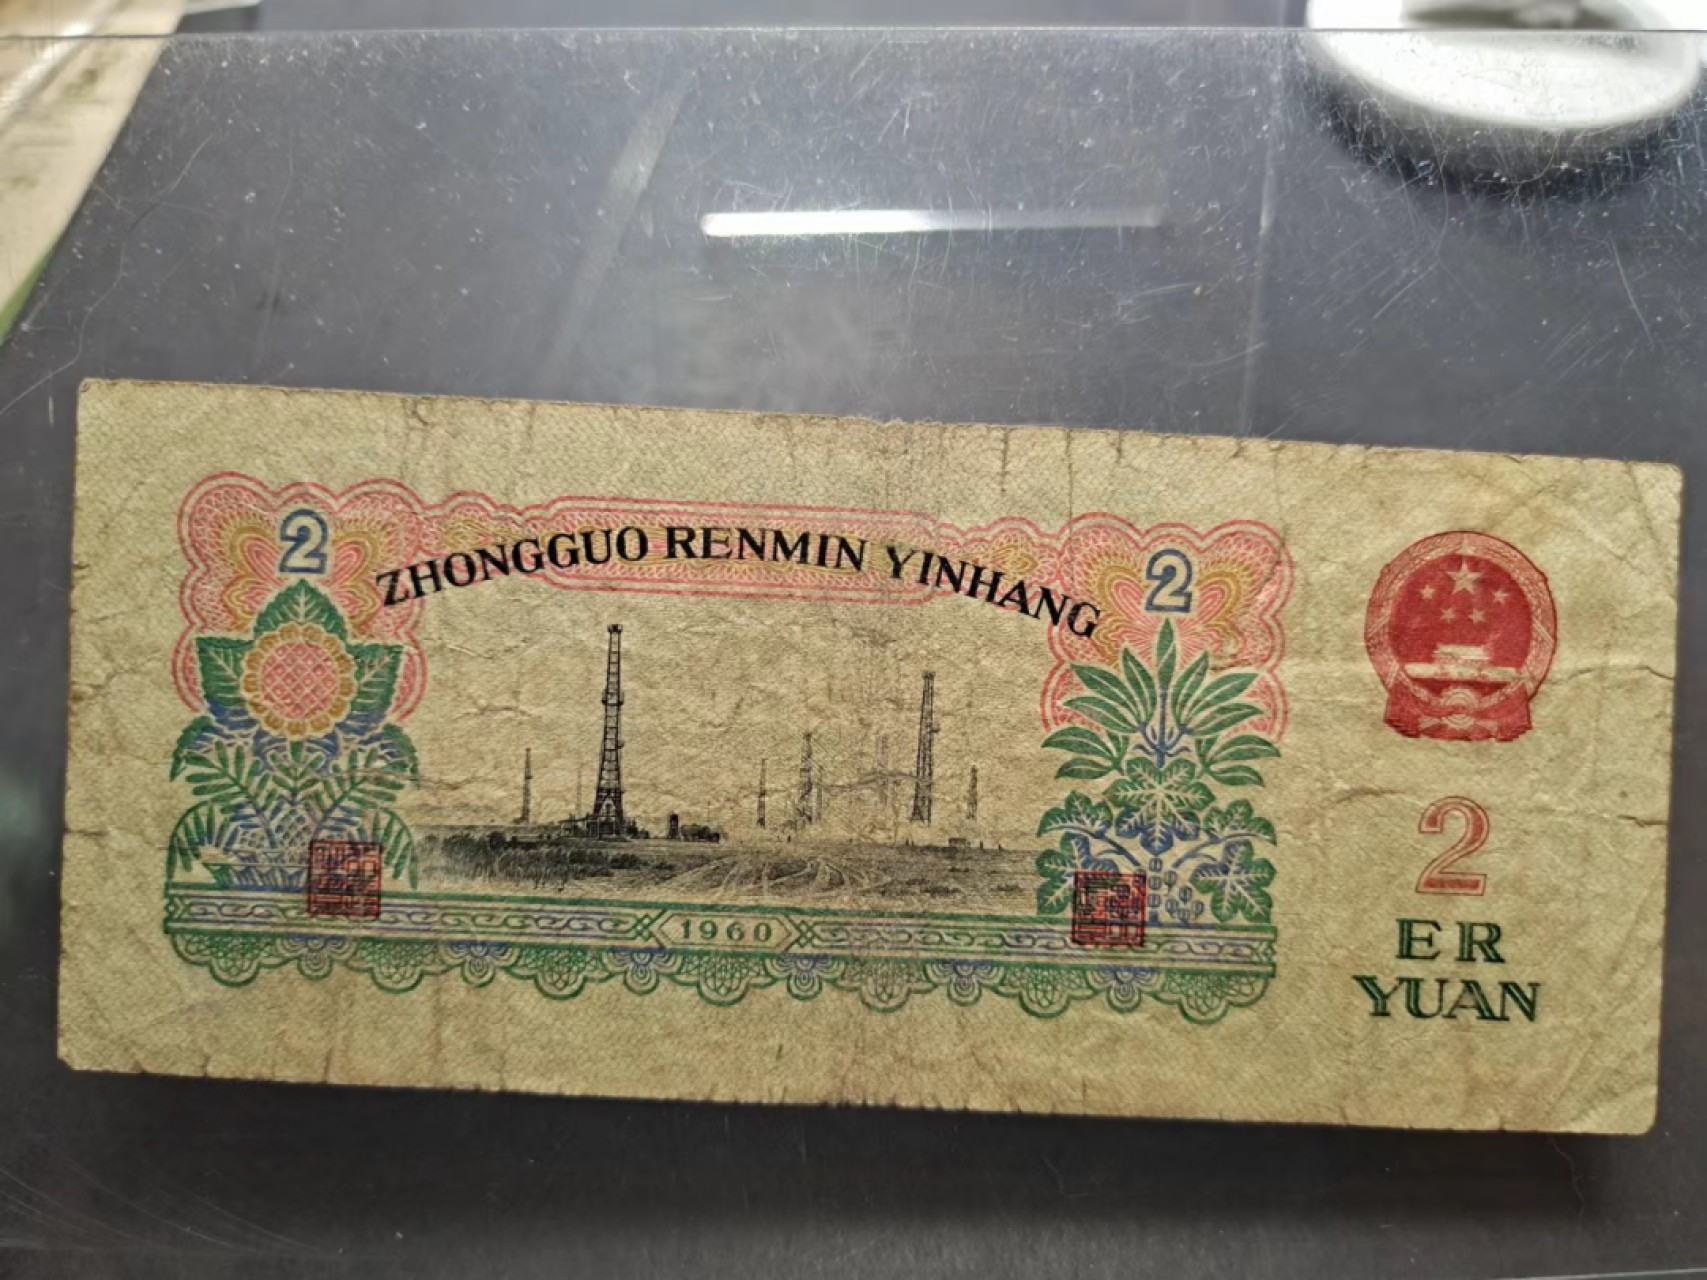 2
ZHONGGUO RENMIN YINHANG
2
1960
2
ER
YUAN